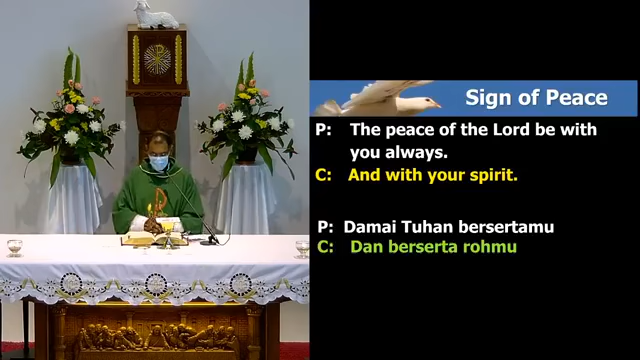 Sign of Peace
P: The peace of the Lord be with
you always.
C: And with your spirit.
P: Damai Tuhan bersertamu
C: Dan berserta rohmu